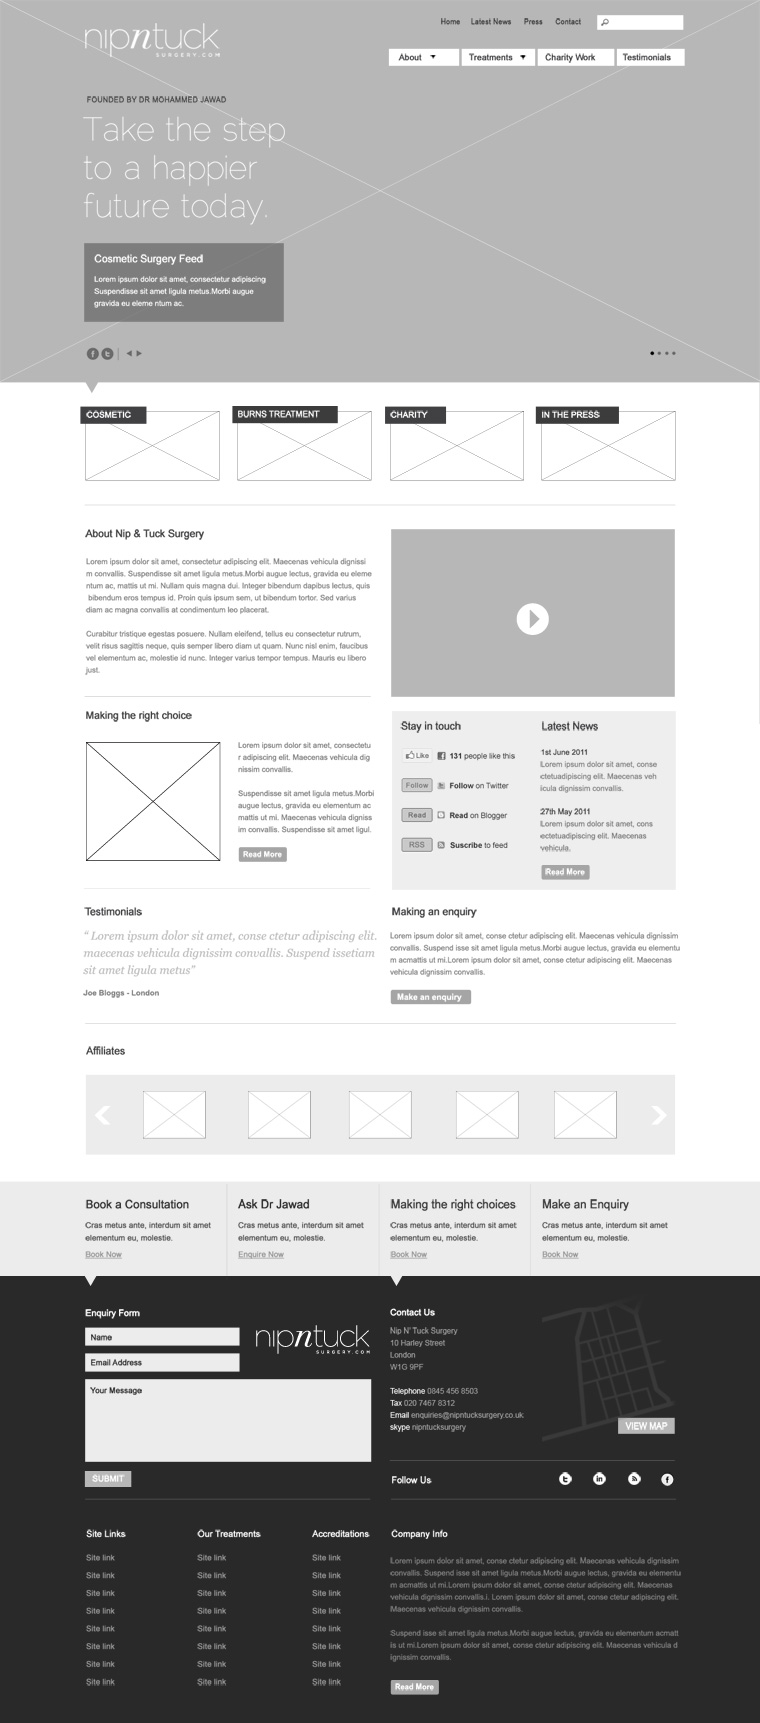 Home Latest News Press Contact
nipntuck
SURGERY.COM
About Treatments Charity Work Testimonials
FOUNDED BY DR MOHAMMED JAWAD
Take the step
to a happier
future today.
Cosmetic Surgery Feed
Lorem ipsum dolor sit amet, consectetur adipiscing
Suspendisse sit amet ligula metus.Morbi augue
gravida eu eleme ntum ac.
COSMETIC BURNS TREATMENT CHARITY IN THE PRESS
About Nip & Tuck Surgery
Lorem ipsum dolor sit amet, consectetur adipiscing elit. Maecenas vehicula dignissi
m convallis. Suspendisse sit amet ligula metus.Morbi augue lectus, gravida eu eleme
ntum ac, mattis ut mi. Nullam quis magna dui. Integer bibendum dapibus lectus, quis
bibendum eros tempus id. Proin quis ipsum sem, ut bibendum tortor. Sed varius
diam ac magna convallis at condimentum leo placerat.
Curabitur tristique egestas posuere. Nullam eleifend, tellus eu consectetur rutrum,
velit risus sagittis neque, quis semper libero diam ut quam. Nunc nisl enim, faucibus
vel elementum ac, molestie id nunc. Integer varius tempor tempus. Mauris eu libero
just.
Making the right choice
Lorem ipsum dolor sit amet, consectetu
r adipiscing elit. Maecenas vehicula dig
nissim convallis.
Suspendisse sit amet ligula metus.Morbi
augue lectus, gravida eu elementum ac
mattis ut mi. Maecenas vehicula digniss
im convallis. Suspendisse sit amet ligul.
Read More
Stay in touch
Like 131 people like this
Follow Follow on Twitter
Read Read on Blogger
RSS Suscribe to feed
Latest News
1st June 2011
Lorem ipsum dolor sit amet, conse
ctetuadipiscing elit. Maecenas veh
icula dignissim convallis.
27th May 2011
Lorem ipsum dolor sit amet, cons
ectetuadipiscing elit. Maecenas
vehicula.
Read More
Testimonials
“ Lorem ipsum dolor sit amet, conse ctetur adipiscing elit.
maecenas vehicula dignissim convallis. Suspend issetiam
sit amet ligula metus”
Joe Bloggs - London
Making an enquiry
Lorem ipsum dolor sit amet, conse ctetur adipiscing elit. Maecenas vehicula dignissim
convallis. Suspend isse sit amet ligula metus.Morbi augue lectus, gravida eu elementu
m acmattis ut mi.Lorem ipsum dolor sit amet, conse ctetur adipiscing elit. Maecenas
vehicula dignissim convallis.
Make an enquiry
Affiliates
Book a Consultation
Cras metus ante, interdum sit amet
elementum eu, molestie.
Book Now
Ask Dr Jawad
Cras metus ante, interdum sit amet
elementum eu, molestie.
Enquire Now
Making the right choices
Cras metus ante, interdum sit amet
elementum eu, molestie.
Book Now
Make an Enquiry
Cras metus ante, interdum sit amet
elementum eu, molestie.
Book Now
Enquiry Form
Name
Email Address
Your Message
SUBMIT
nipntuck
SURGERY.COM
Contact Us
Nip N' Tuck Surgery
10 Harley Street
London
W1G 9PF
Telephone 0845 456 8503
Tax 020 7467 8312
Email enquiries@nipntucksurgery.co.uk
skype nipntucksurgery
VIEW MAP
Follow Us
Site Links
Site link
Site link
Site link
Site link
Site link
Site link
Site link
Site link
Our Treatments
Site link
Site link
Site link
Site link
Site link
Site link
Site link
Site link
Accreditations
Site link
Site link
Site link
Site link
Site link
Site link
Site link
Site link
Company Info
Lorem ipsum dolor sit amet, conse ctetur adipiscing elit. Maecenas vehicula dignissim
convallis. Suspend isse sit amet ligula metus.Morbi augue lectus, gravida eu elementu
m acmattis ut mi.Lorem ipsum dolor sit amet, conse ctetur adipiscing elit. Maecenas
vehicula dignissim convallis.i. Lorem ipsum dolor sit amet, conse ctetur adipiscing elit.
Maecenas vehicula dignissim convallis.
Suspend isse sit amet ligula metus.Morbi augue lectus, gravida eu elementum acmatt
is ut mi.Lorem ipsum dolor sit amet, conse ctetur adipiscing elit. Maecenas vehicula d
ignissim convallis.
Read More